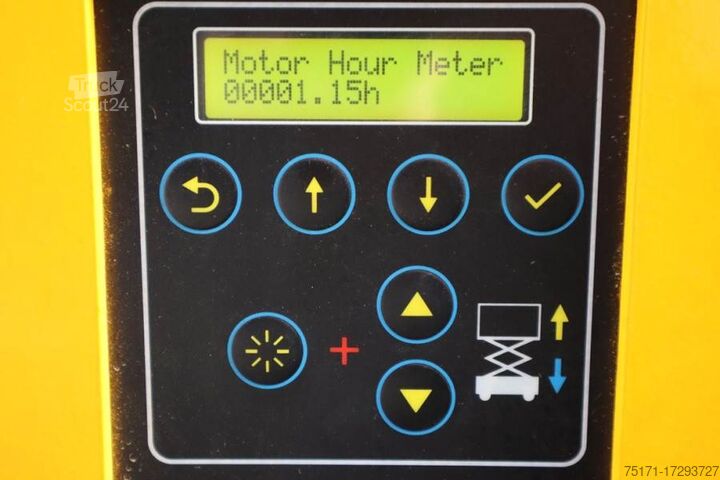 Motor Hour Meter
00001.15h
Truck
Scout24
75171-17293727